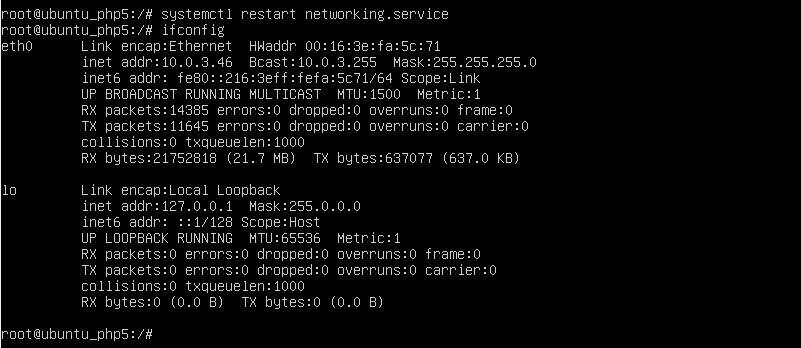 root@ubuntu_php5:/# systemctl restart networking.service
root@ubuntu_php5:/# ifconfig
eth0      Link encap:Ethernet  HWaddr 00:16:3e:fa:5c:71
          inet addr:10.0.3.46  Bcast:10.0.3.255  Mask:255.255.255.0
          inet6 addr: fe80::216:3eff:fefa:5c71/64 Scope:Link
          UP BROADCAST RUNNING MULTICAST  MTU:1500  Metric:1
          RX packets:14385 errors:0 dropped:0 overruns:0 frame:0
          TX packets:11645 errors:0 dropped:0 overruns:0 carrier:0
          collisions:0 txqueuelen:1000
          RX bytes:21752818 (21.7 MB)  TX bytes:637077 (637.0 KB)

lo        Link encap:Local Loopback
          inet addr:127.0.0.1  Mask:255.0.0.0
          inet6 addr: ::1/128 Scope:Host
          UP LOOPBACK RUNNING  MTU:65536  Metric:1
          RX packets:0 errors:0 dropped:0 overruns:0 frame:0
          TX packets:0 errors:0 dropped:0 overruns:0 carrier:0
          collisions:0 txqueuelen:1000
          RX bytes:0 (0.0 B)  TX bytes:0 (0.0 B)

root@ubuntu_php5:/#